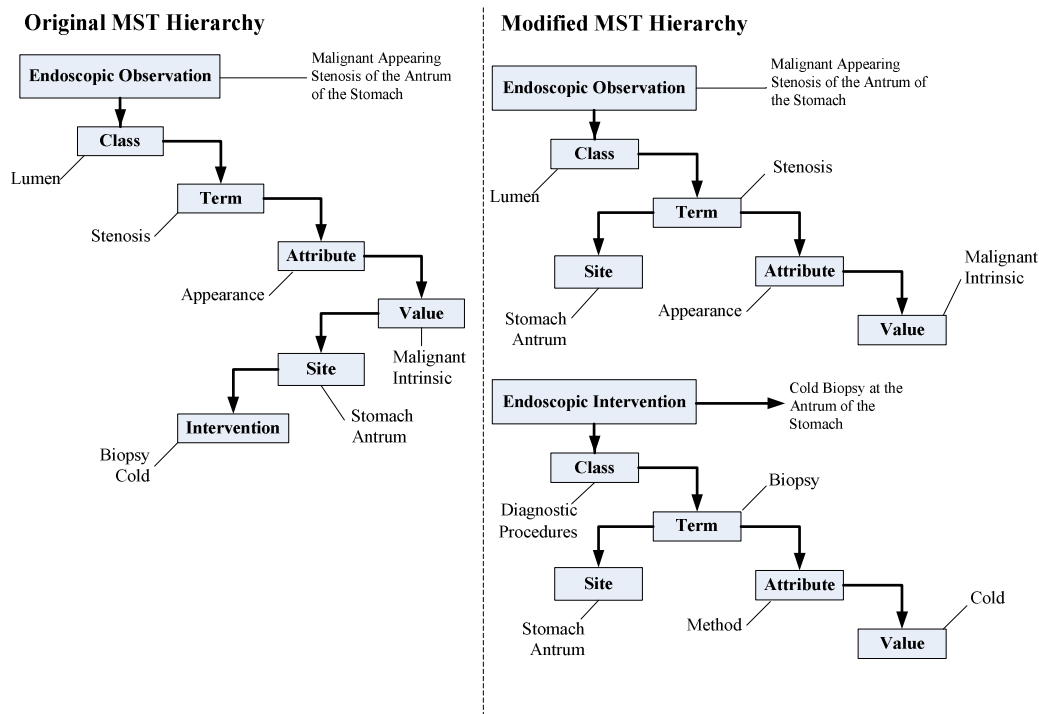 Original MST Hierarchy
Endoscopic Observation
Malignant Appearing
Stenosis of the Antrum
of the Stomach
Class
Lumen
Term
Stenosis
Attribute
Appearance
Value
Malignant
Intrinsic
Site
Stomach
Antrum
Intervention
Biopsy
Cold
Modified MST Hierarchy
Endoscopic Observation
Malignant Appearing
Stenosis of the Antrum of
the Stomach
Class
Lumen
Stenosis
Term
Site
Stomach
Antrum
Attribute
Appearance
Malignant
Intrinsic
Value
Endoscopic Intervention
Cold Biopsy at the
Antrum of the
Stomach
Class
Diagnostic
Procedures
Biopsy
Term
Site
Stomach
Antrum
Attribute
Method
Cold
Value